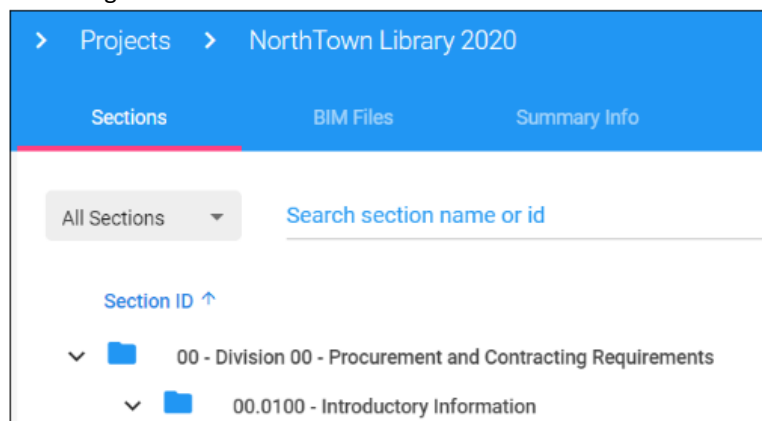 > Projects > NorthTown Library 2020
Sections BIM Files Summary Info
All Sections Search section name or id
Section ID ↑
00 - Division 00 - Procurement and Contracting Requirements
00.0100 - Introductory Information